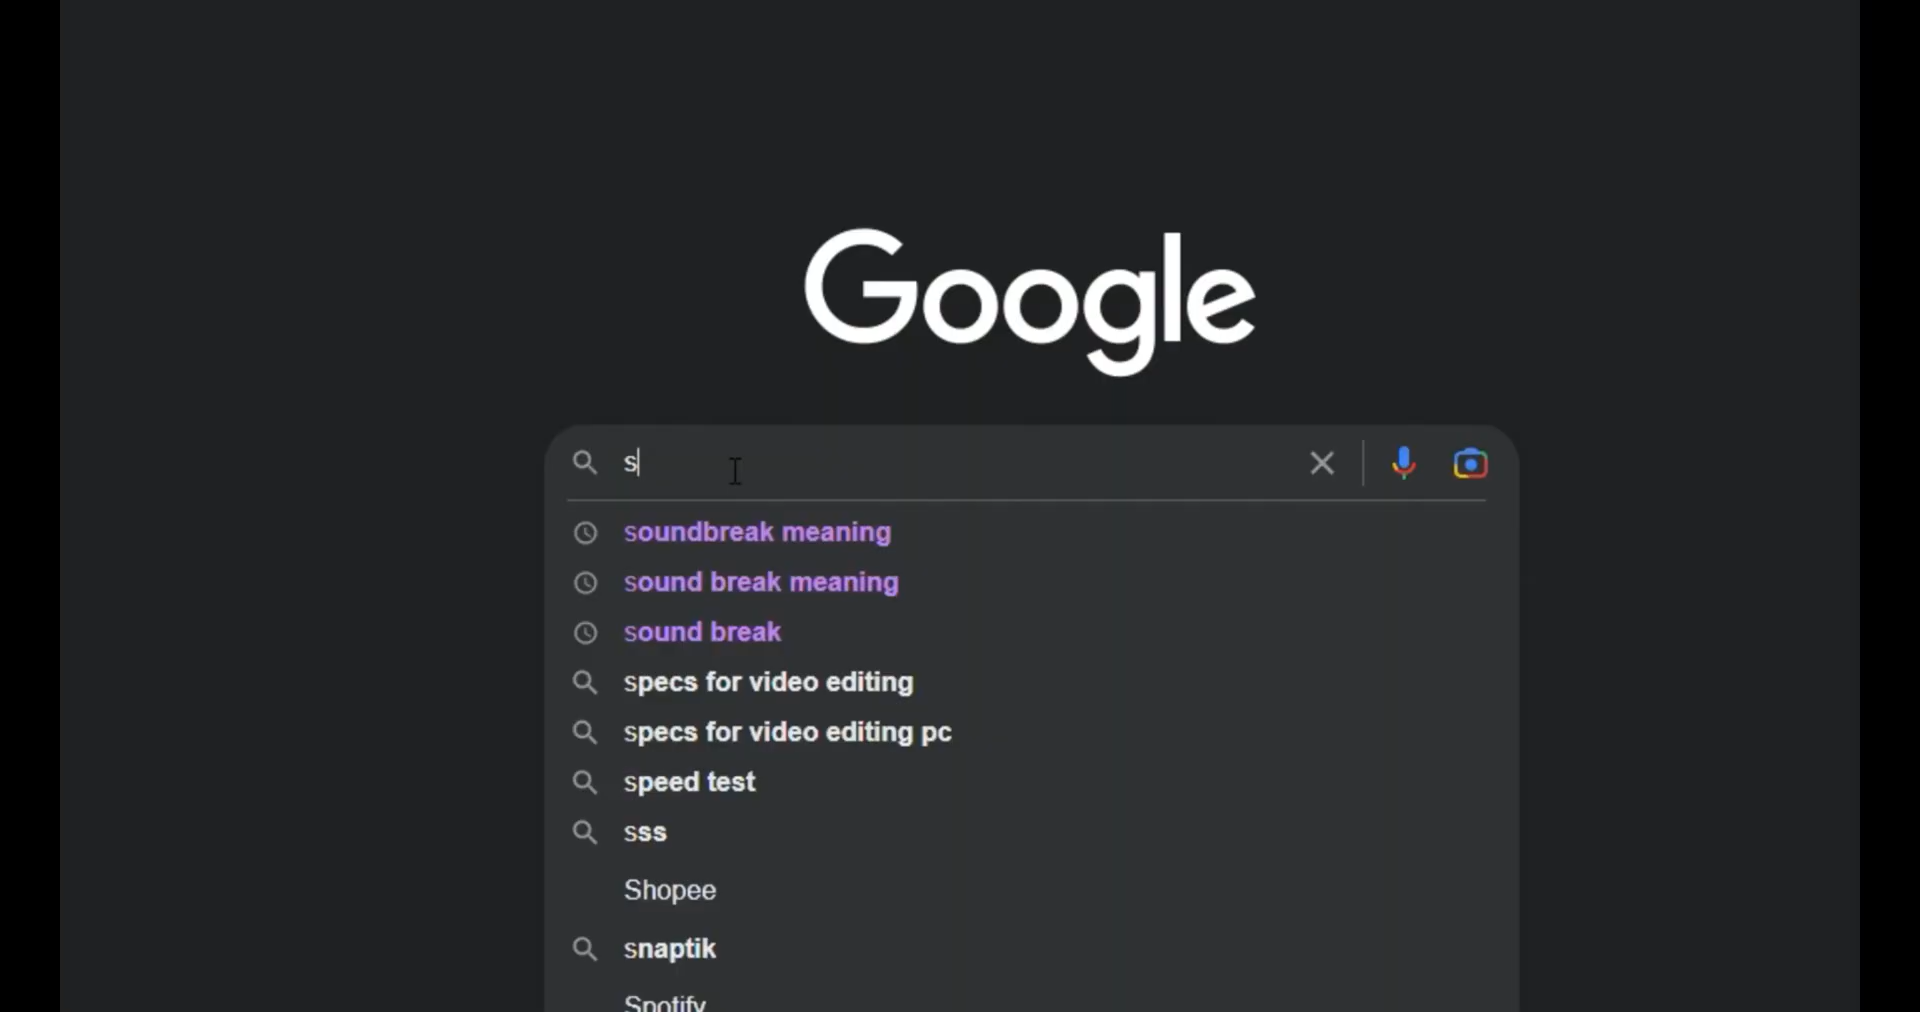 Google
s
soundbreak meaning
sound break meaning
sound break
specs for video editing
specs for video editing pc
speed test
sss
Shopee
snaptik
Spotify